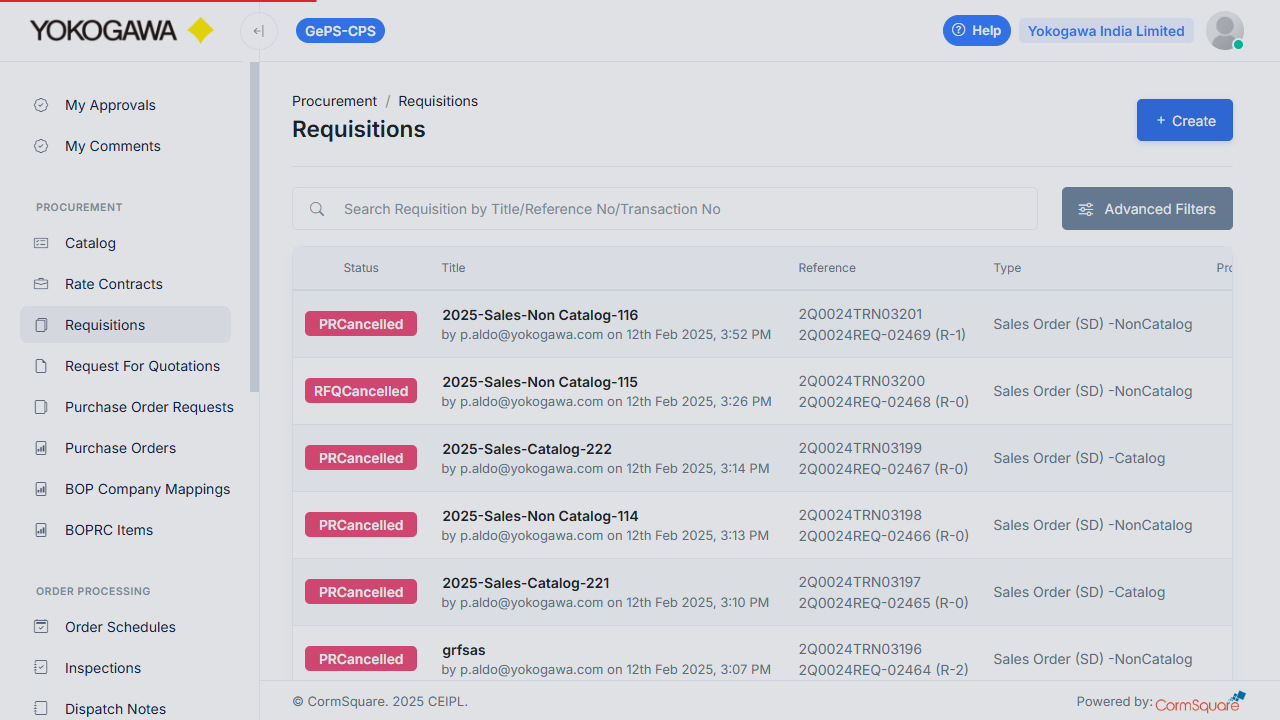 YOKOGAWA
GePS-CPS
Help
Yokogawa India Limited
My Approvals
My Comments
PROCUREMENT
Catalog
Rate Contracts
Requisitions
Request For Quotations
Purchase Order Requests
Purchase Orders
BOP Company Mappings
BOPRC Items
ORDER PROCESSING
Order Schedules
Inspections
Dispatch Notes
Procurement / Requisitions
Requisitions
+ Create
Search Requisition by Title/Reference No/Transaction No
Advanced Filters
Status Title Reference Type Pro
PRCancelled
2025-Sales-Non Catalog-116
by p.aldo@yokogawa.com on 12th Feb 2025, 3:52 PM
2Q0024TRN03201
2Q0024REQ-02469 (R-1)
Sales Order (SD) -NonCatalog
RFQCancelled
2025-Sales-Non Catalog-115
by p.aldo@yokogawa.com on 12th Feb 2025, 3:26 PM
2Q0024TRN03200
2Q0024REQ-02468 (R-0)
Sales Order (SD) -NonCatalog
PRCancelled
2025-Sales-Catalog-222
by p.aldo@yokogawa.com on 12th Feb 2025, 3:14 PM
2Q0024TRN03199
2Q0024REQ-02467 (R-0)
Sales Order (SD) -Catalog
PRCancelled
2025-Sales-Non Catalog-114
by p.aldo@yokogawa.com on 12th Feb 2025, 3:13 PM
2Q0024TRN03198
2Q0024REQ-02466 (R-0)
Sales Order (SD) -NonCatalog
PRCancelled
2025-Sales-Catalog-221
by p.aldo@yokogawa.com on 12th Feb 2025, 3:10 PM
2Q0024TRN03197
2Q0024REQ-02465 (R-0)
Sales Order (SD) -Catalog
PRCancelled
grfsas
by p.aldo@yokogawa.com on 12th Feb 2025, 3:07 PM
2Q0024TRN03196
2Q0024REQ-02464 (R-2)
Sales Order (SD) -NonCatalog
© CormSquare. 2025 CEIPL.
Powered by: CormSquare